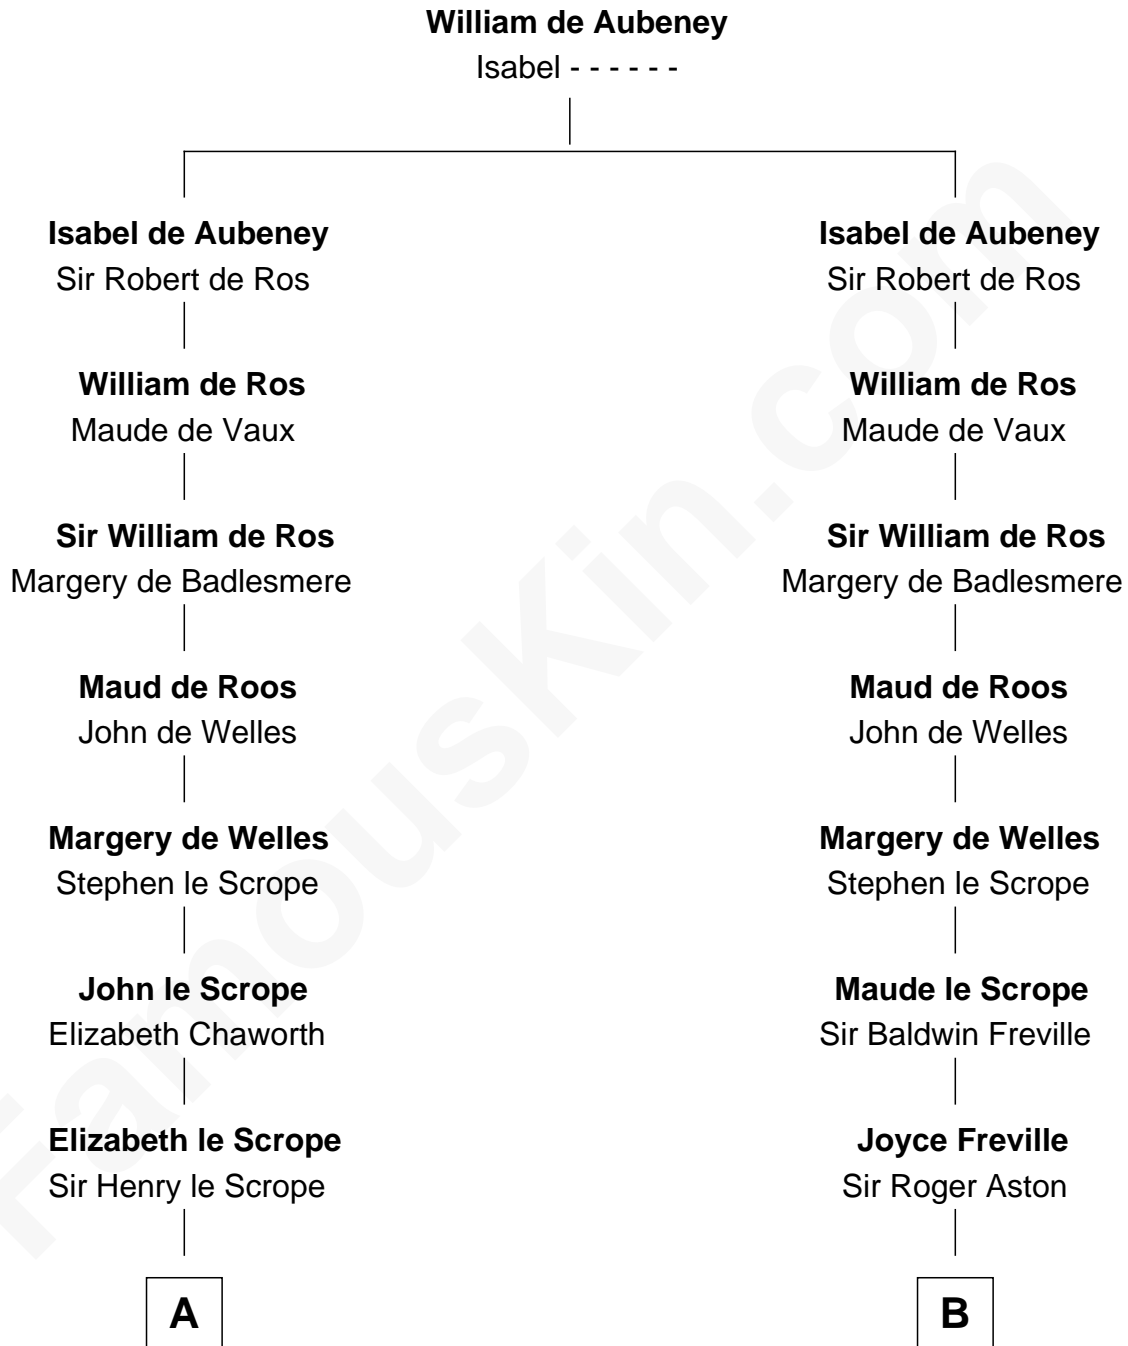 William de Aubeney
Isabel - - - - - -
Isabel de Aubeney
Sir Robert de Ros
William de Ros
Maude de Vaux
Sir William de Ros
Margery de Badlesmere
Maud de Roos
John de Welles
Margery de Welles
Stephen le Scrope
John le Scrope
Elizabeth Chaworth
Elizabeth le Scrope
Sir Henry le Scrope
A
Isabel de Aubeney
Sir Robert de Ros
William de Ros
Maude de Vaux
Sir William de Ros
Margery de Badlesmere
Maud de Roos
John de Welles
Margery de Welles
Stephen le Scrope
Maude le Scrope
Sir Baldwin Freville
Joyce Freville
Sir Roger Aston
B
FamousKin.com